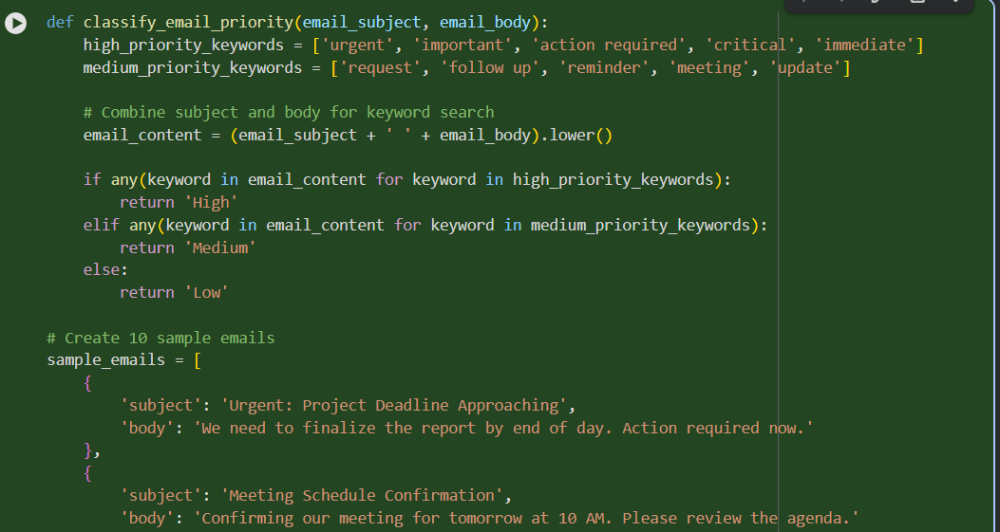 def classify_email_priority(email_subject, email_body):
    high_priority_keywords = ['urgent', 'important', 'action required', 'critical', 'immediate']
    medium_priority_keywords = ['request', 'follow up', 'reminder', 'meeting', 'update']

    # Combine subject and body for keyword search
    email_content = (email_subject + ' ' + email_body).lower()

    if any(keyword in email_content for keyword in high_priority_keywords):
        return 'High'
    elif any(keyword in email_content for keyword in medium_priority_keywords):
        return 'Medium'
    else:
        return 'Low'

# Create 10 sample emails
sample_emails = [
    {
        'subject': 'Urgent: Project Deadline Approaching',
        'body': 'We need to finalize the report by end of day. Action required now.'
    },
    {
        'subject': 'Meeting Schedule Confirmation',
        'body': 'Confirming our meeting for tomorrow at 10 AM. Please review the agenda.'